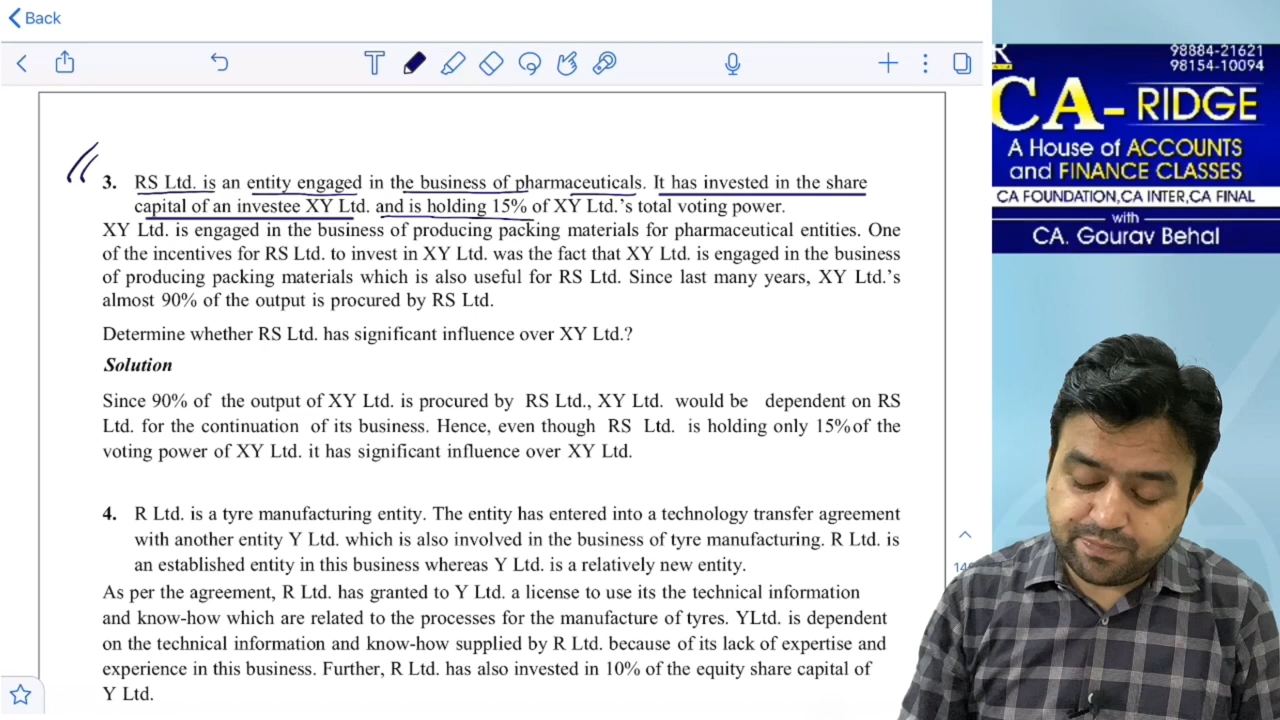 Back
3. RS Ltd. is an entity engaged in the business of pharmaceuticals. It has invested in the share
capital of an investee XY Ltd. and is holding 15% of XY Ltd.'s total voting power.
XY Ltd. is engaged in the business of producing packing materials for pharmaceutical entities. One
of the incentives for RS Ltd. to invest in XY Ltd. was the fact that XY Ltd. is engaged in the business
of producing packing materials which is also useful for RS Ltd. Since last many years, XY Ltd.'s
almost 90% of the output is procured by RS Ltd.
Determine whether RS Ltd. has significant influence over XY Ltd.?
Solution
Since 90% of the output of XY Ltd. is procured by RS Ltd., XY Ltd. would be dependent on RS
Ltd. for the continuation of its business. Hence, even though RS Ltd. is holding only 15%of the
voting power of XY Ltd. it has significant influence over XY Ltd.
4. R Ltd. is a tyre manufacturing entity. The entity has entered into a technology transfer agreement
with another entity Y Ltd. which is also involved in the business of tyre manufacturing. R Ltd. is
an established entity in this business whereas Y Ltd. is a relatively new entity.
As per the agreement, R Ltd. has granted to Y Ltd. a license to use its the technical information
and know-how which are related to the processes for the manufacture of tyres. YLtd. is dependent
on the technical information and know-how supplied by R Ltd. because of its lack of expertise and
experience in this business. Further, R Ltd. has also invested in 10% of the equity share capital of
Y Ltd.
98884-21621
98154-10094
CA- RIDGE
A House of ACCOUNTS
and FINANCE CLASSES
CA FOUNDATION,CA INTER,CA FINAL
with
CA. Gourav Behal